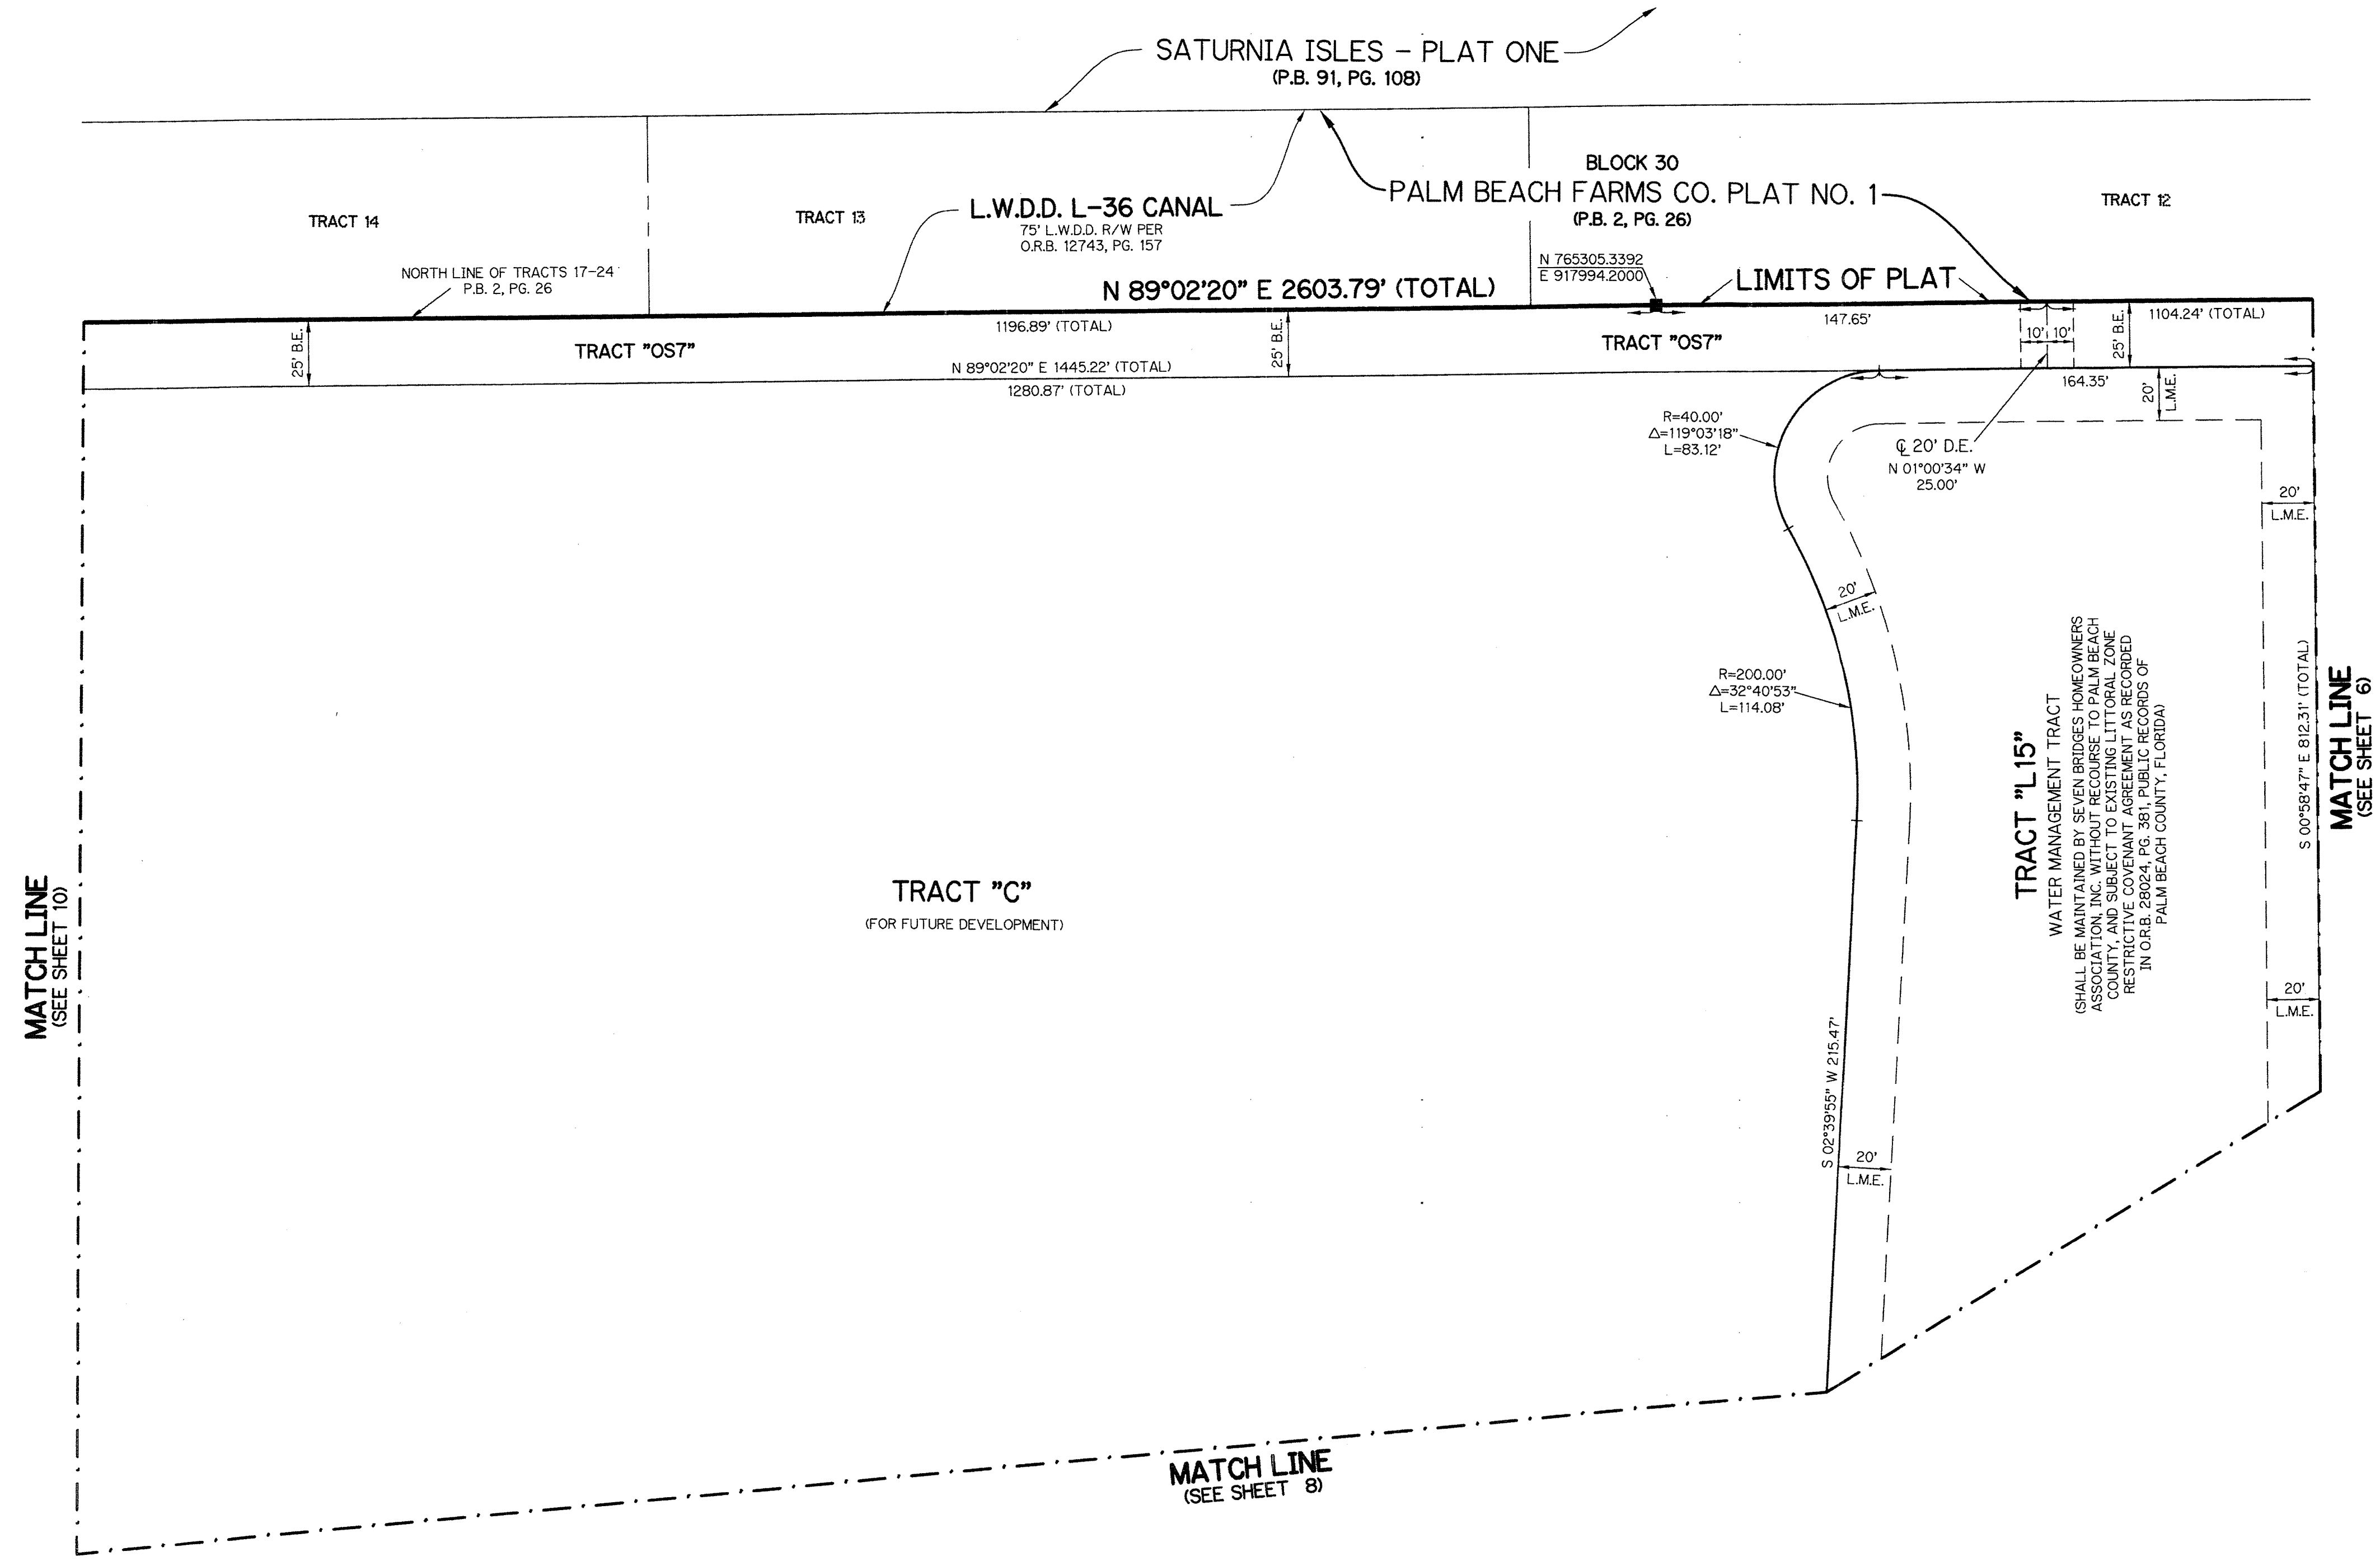 SATURNIA ISLES - PLAT ONE
(P.B. 91, PG. 108)
BLOCK 30
PALM BEACH FARMS CO. PLAT NO. 1
(P.B. 2, PG. 26)
TRACT 14
TRACT 13
L.W.D.D. L-36 CANAL
75' L.W.D.D. R/W PER
O.R.B. 12743, PG. 157
TRACT 12
NORTH LINE OF TRACTS 17-24
P.B. 2, PG. 26
N 89°02'20" E 2603.79' (TOTAL)
N 765305.3392
E 917994.2000
LIMITS OF PLAT
1196.89' (TOTAL)
147.65'
1104.24' (TOTAL)
25' B.E.
TRACT "OS7"
25' B.E.
TRACT "OS7"
10' 10'
25' B.E.
N 89°02'20" E 1445.22' (TOTAL)
1280.87' (TOTAL)
164.35'
20'
L.M.E.
R=40.00'
Δ=119°03'18"
L=83.12'
℄ 20' D.E.
N 01°00'34" W
25.00'
20'
L.M.E.
20'
L.M.E.
R=200.00'
Δ=32°40'53"
L=114.08'
TRACT "L15"
WATER MANAGEMENT TRACT
(SHALL BE MAINTAINED BY SEVEN BRIDGES HOMEOWNERS
ASSOCIATION, INC. WITHOUT RECOURSE TO PALM BEACH
COUNTY, AND SUBJECT TO EXISTING LITTORAL ZONE
RESTRICTIVE COVENANT AGREEMENT AS RECORDED
IN O.R.B. 28024, PG. 381, PUBLIC RECORDS OF
PALM BEACH COUNTY, FLORIDA)
S 00°58'47" E 812.31' (TOTAL)
MATCH LINE
(SEE SHEET 6)
TRACT "C"
(FOR FUTURE DEVELOPMENT)
MATCH LINE
(SEE SHEET 10)
20'
L.M.E.
S 02°39'55" W 215.47'
20'
L.M.E.
MATCH LINE
(SEE SHEET 8)